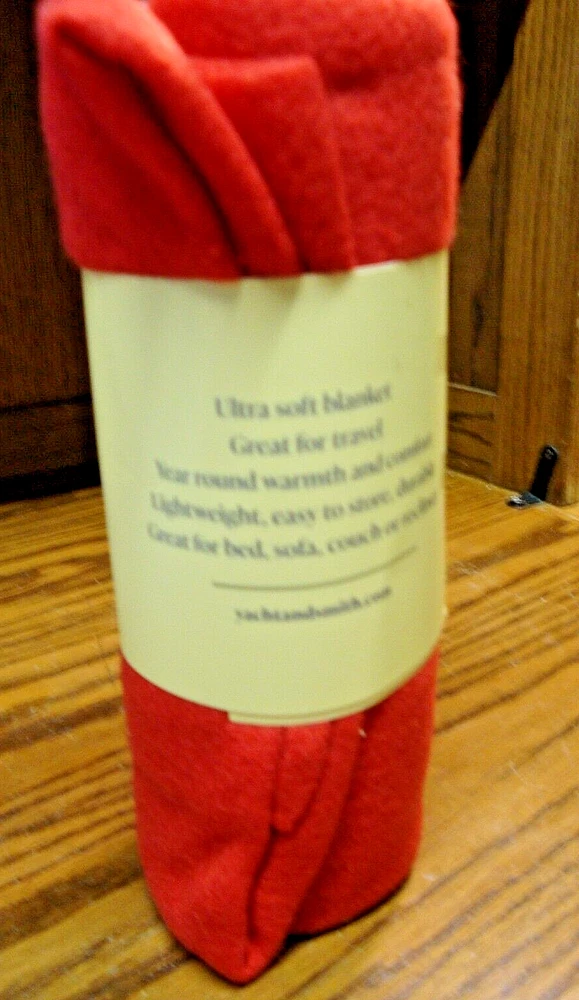 Ultra soft blanket
Great for travel
Year round warmth and comfort
Lightweight, easy to store, durable
Great for bed, sofa, couch or recliner
yachtandsmith.com